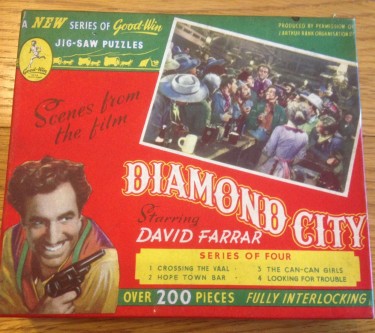 A NEW SERIES OF Good-Win
JIG-SAW PUZZLES
Good-Win
PRODUCED BY PERMISSION OF
J. ARTHUR RANK ORGANISATION
Scenes from
the film
DIAMOND CITY
Starring
DAVID FARRAR
SERIES OF FOUR
1 CROSSING THE VAAL
2 HOPE TOWN BAR
3 THE CAN-CAN GIRLS
4 LOOKING FOR TROUBLE
OVER 200 PIECES FULLY INTERLOCKING